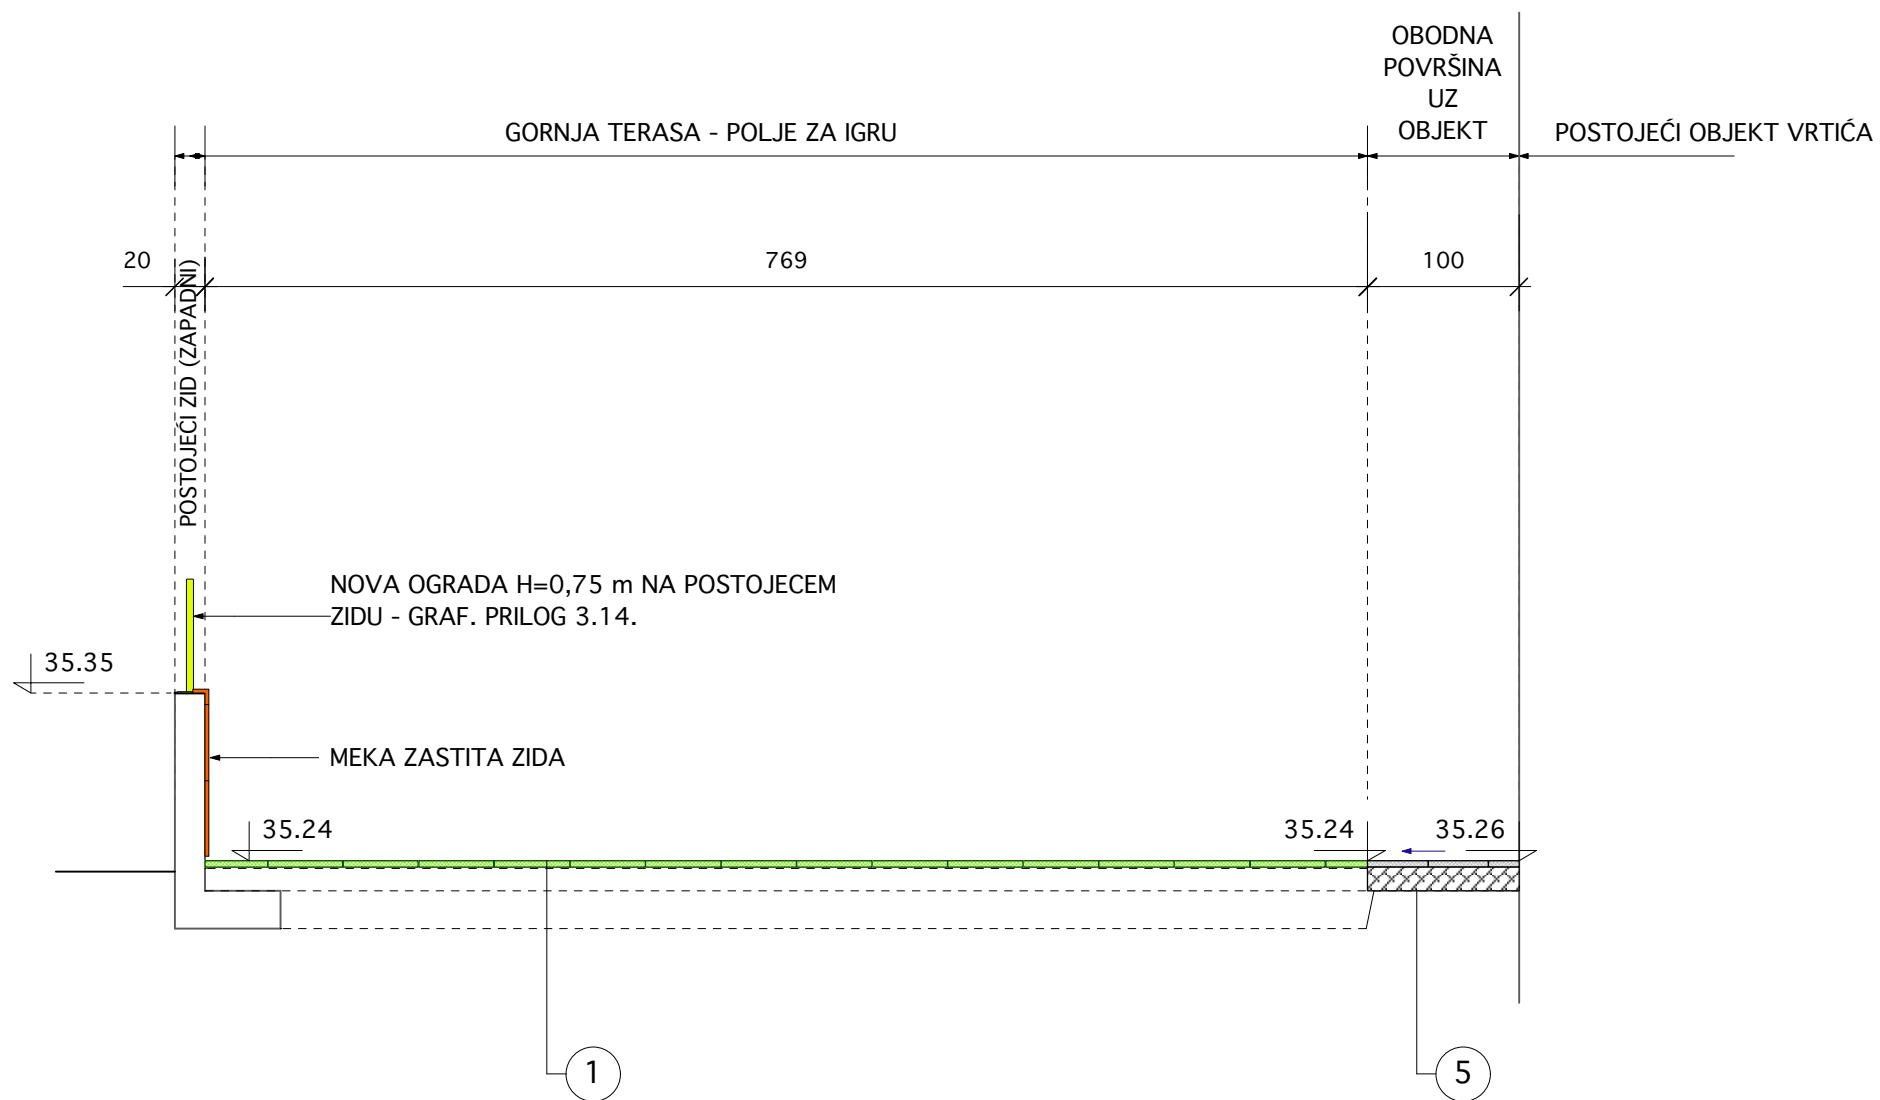 OBODNA
POVRŠINA
UZ
OBJEKT
GORNJA TERASA - POLJE ZA IGRU
POSTOJEĆI OBJEKT VRTIĆA
20
769
100
POSTOJEĆI ZID (ZAPADNI)
NOVA OGRADA H=0,75 m NA POSTOJECEM
ZIDU - GRAF. PRILOG 3.14.
35.35
MEKA ZASTITA ZIDA
35.24
35.24
35.26
1
5